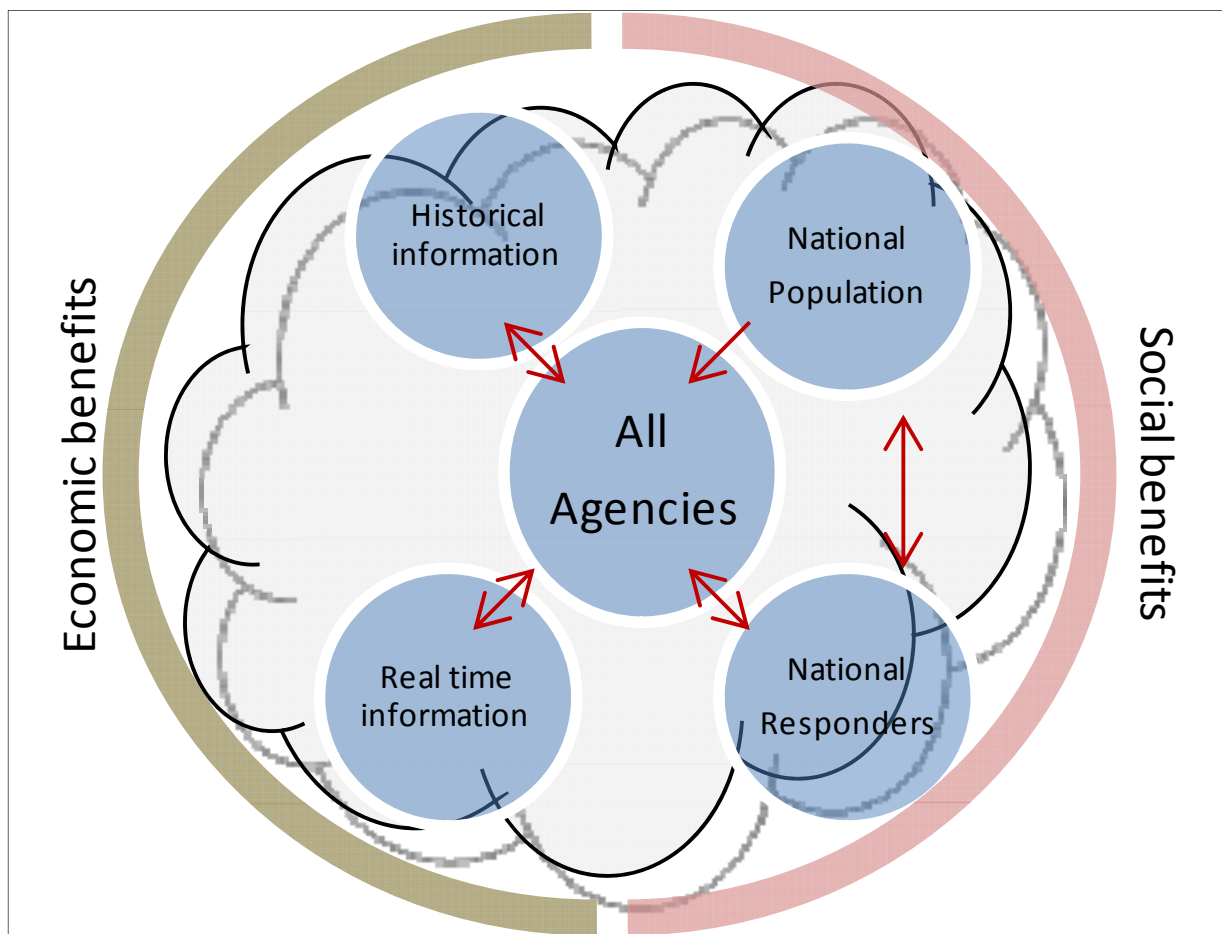 Economic benefits
Historical
information
National
Population
All
Agencies
Real time
information
National
Responders
Social benefits